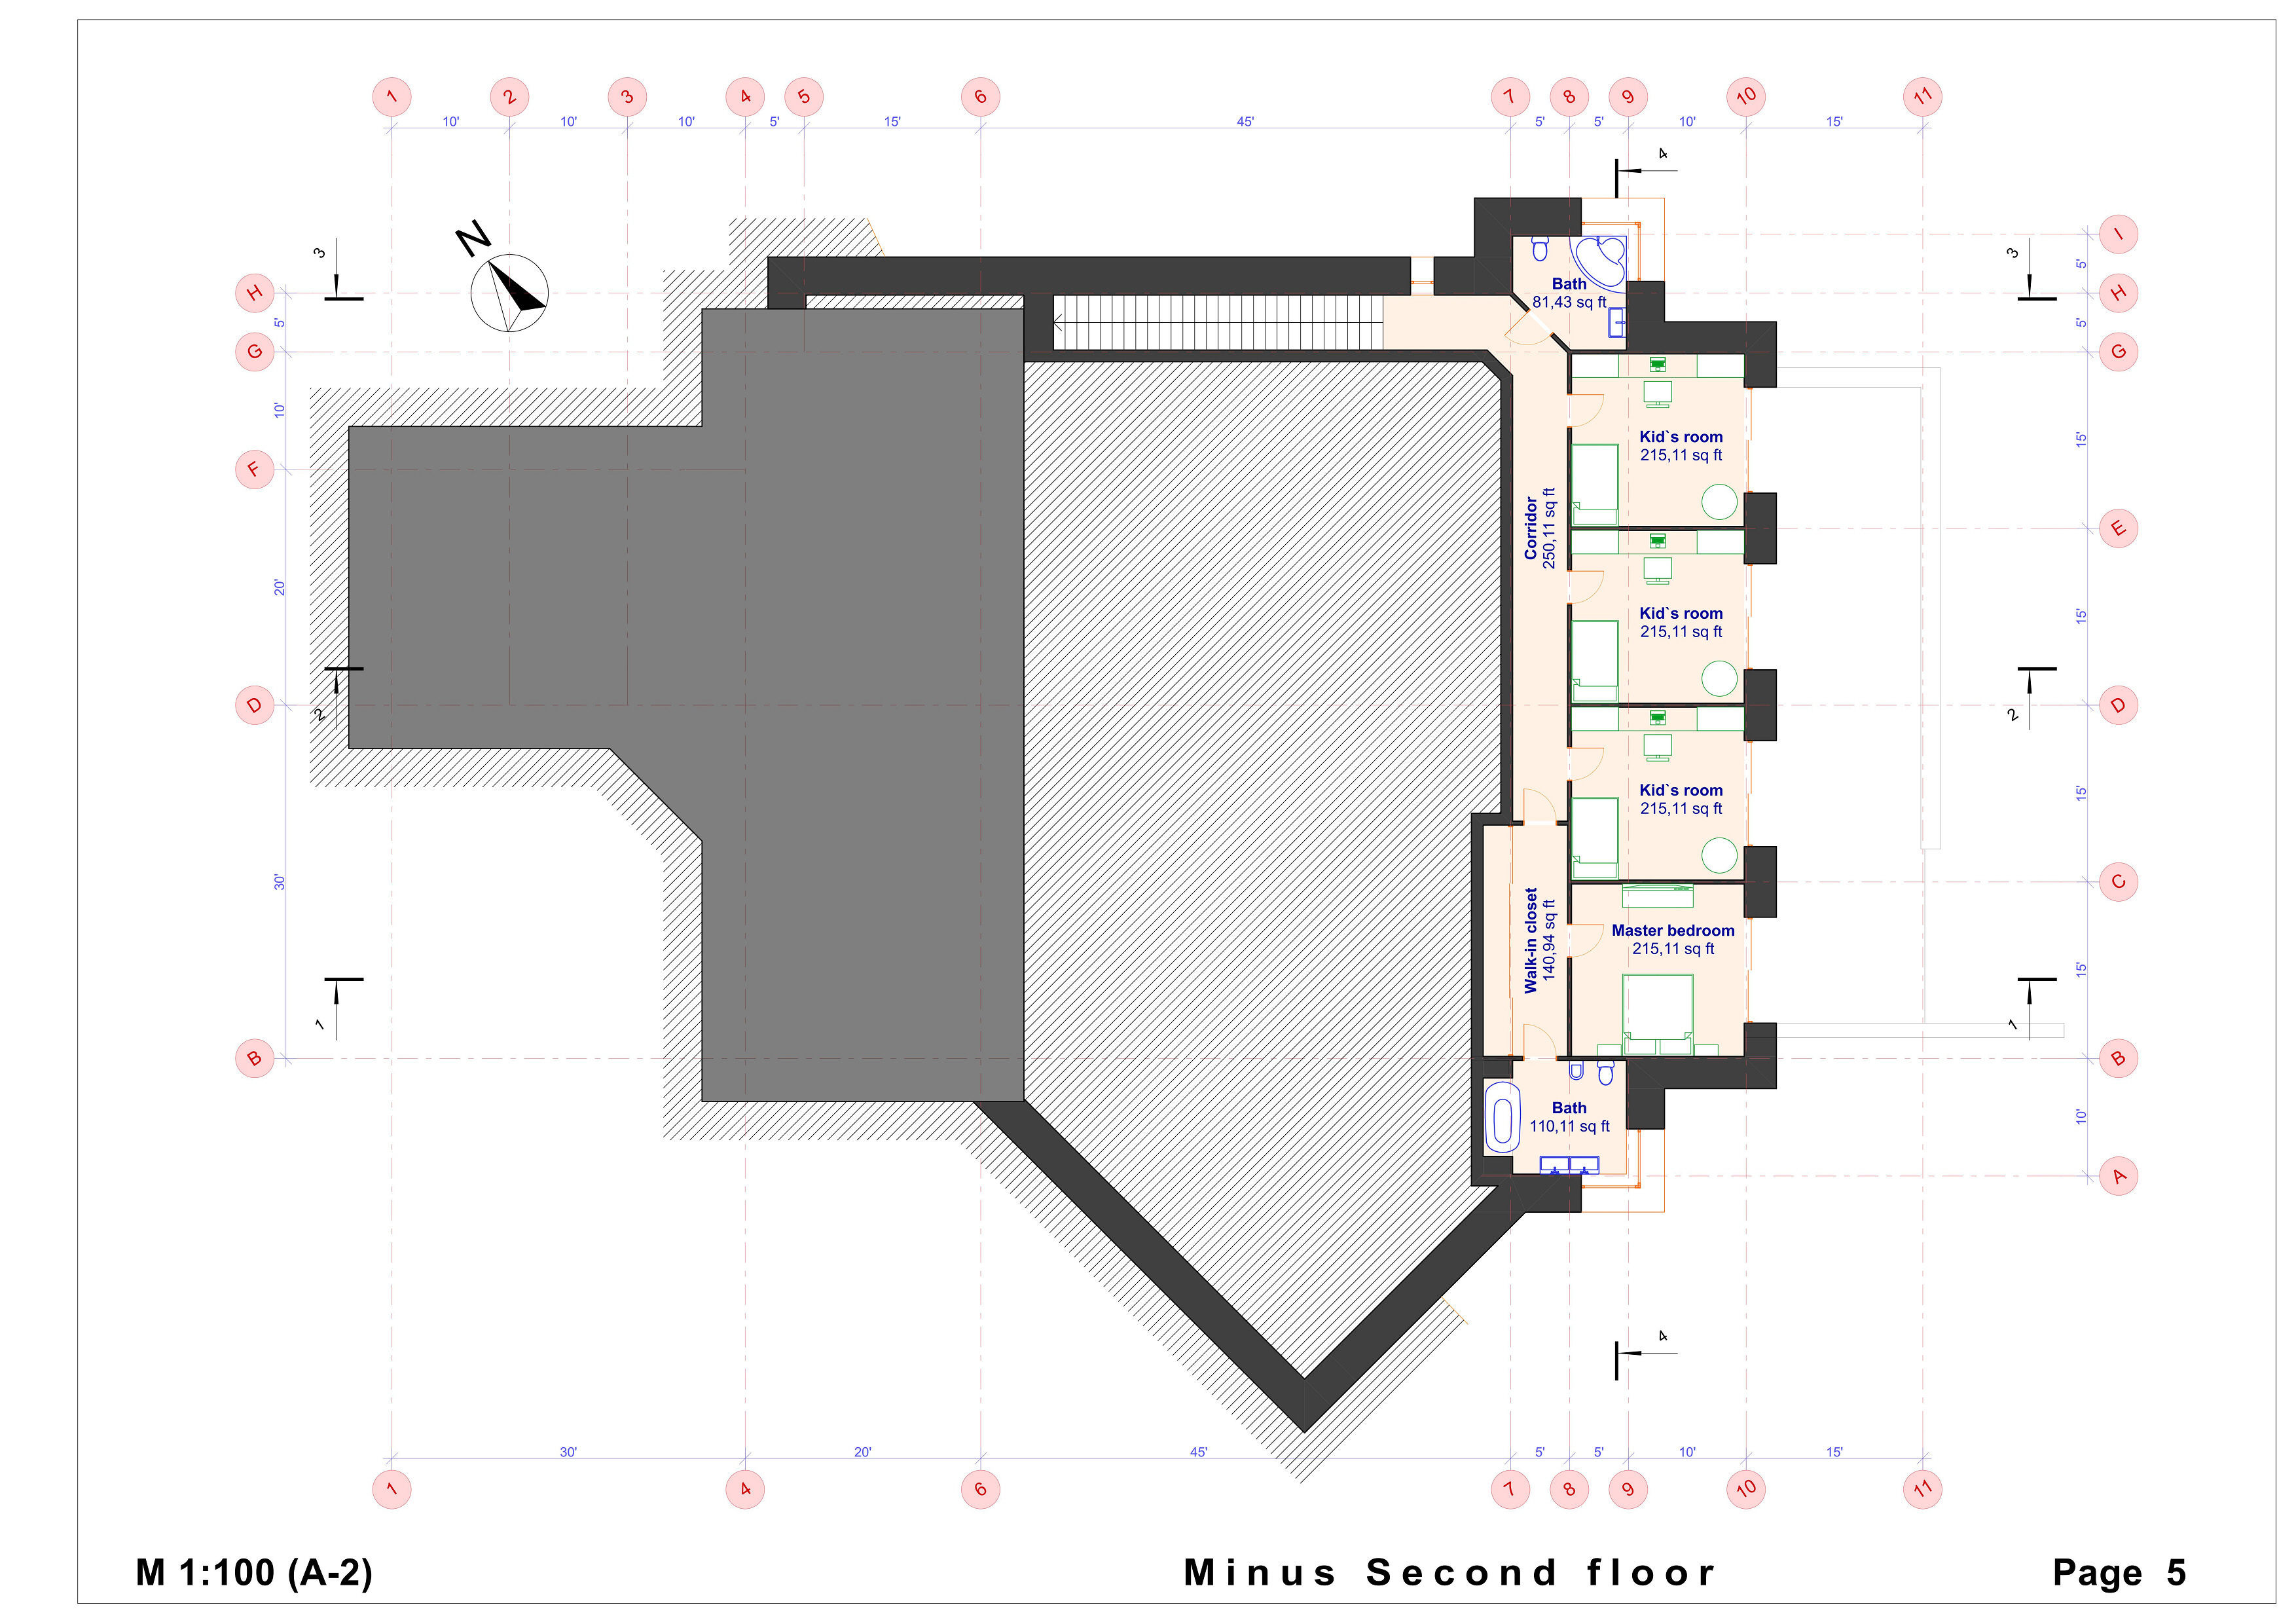 1 2 3 4 5 6 7 8 9 10 11
10' 10' 10' 5' 15' 45' 5' 5' 10' 15'
4
N
I
3 3
5'
H H
Bath
81,43 sq ft
5' 5'
G G
10'
Kid`s room
215,11 sq ft
15'
F
Corridor
250,11 sq ft
E
20'
Kid`s room
215,11 sq ft
15'
D D
2 2
Kid`s room
215,11 sq ft
15'
30'
C
Walk-in closet
140,94 sq ft
Master bedroom
215,11 sq ft
15'
1 1
B B
Bath
110,11 sq ft
10'
A
4
30' 20' 45' 5' 5' 10' 15'
1 4 6 7 8 9 10 11
M 1:100 (A-2) Minus Second floor Page 5